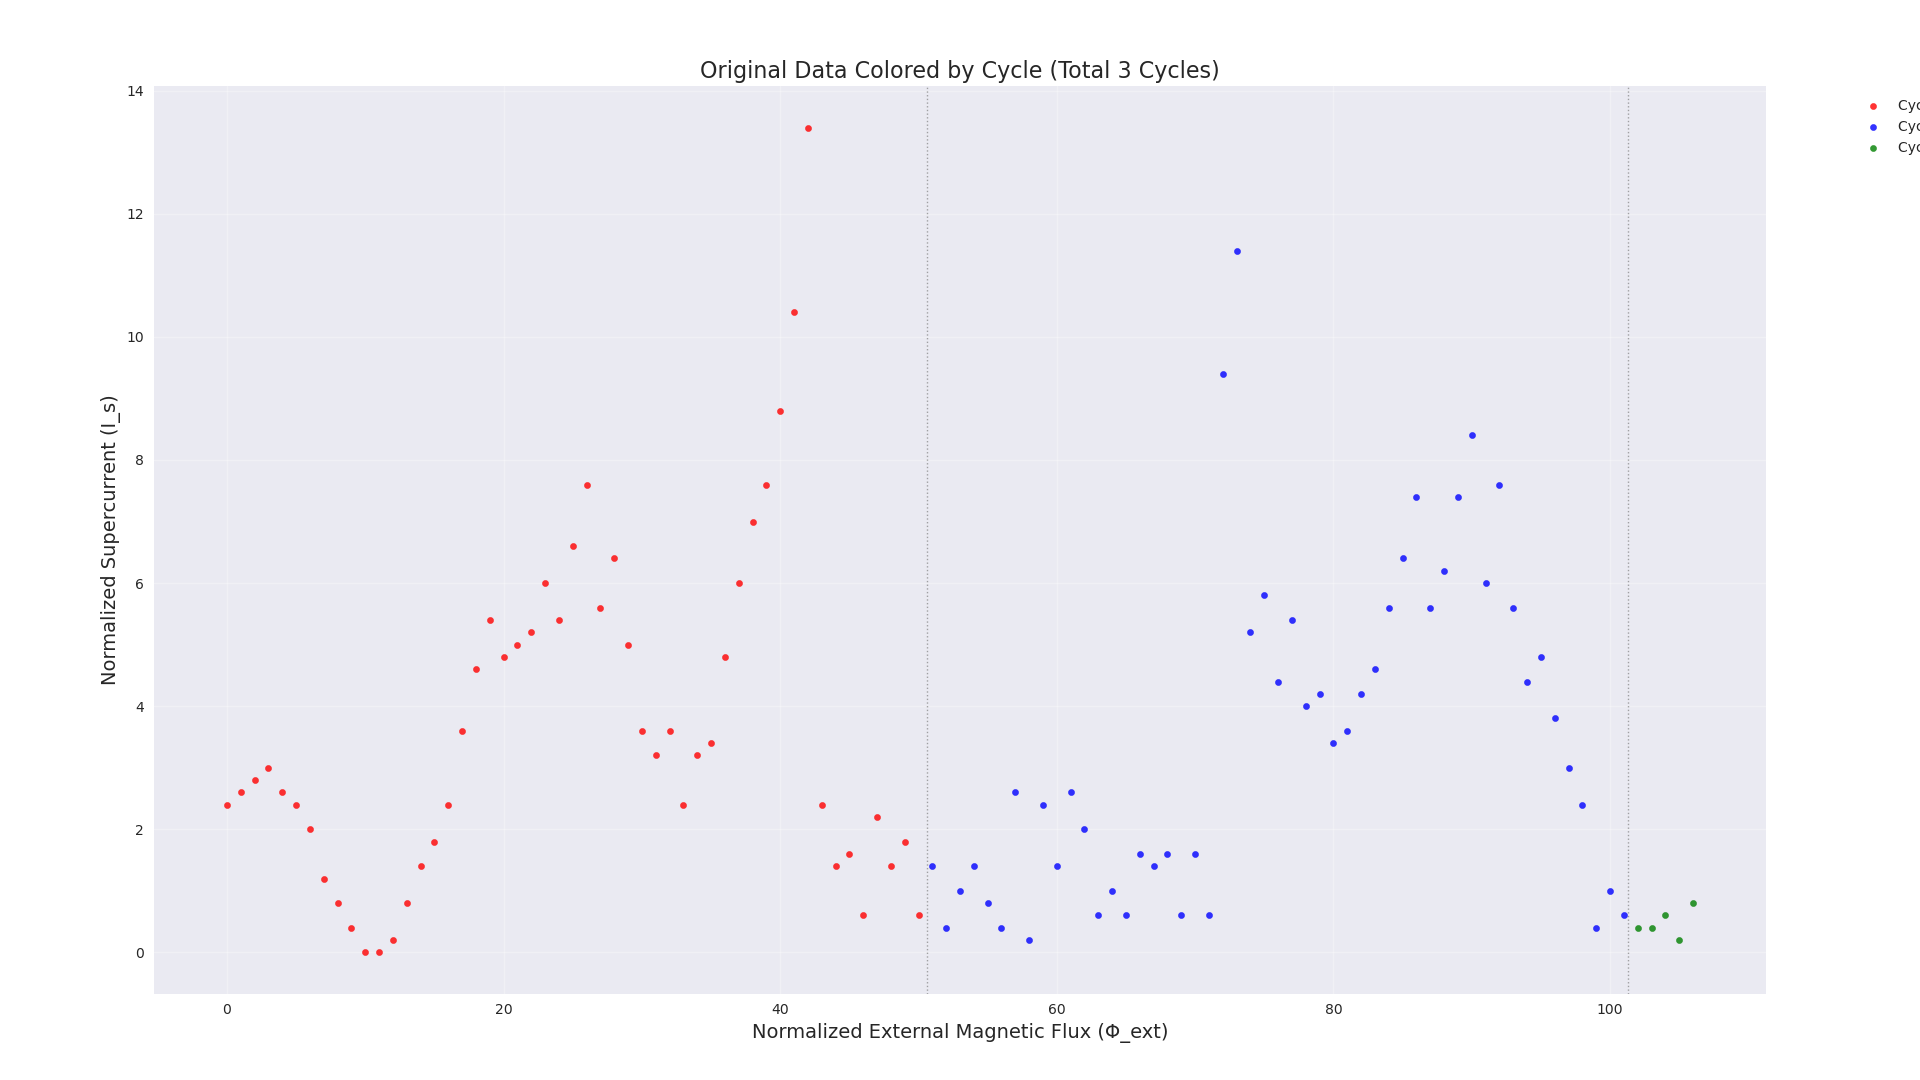 Original Data Colored by Cycle (Total 3 Cycles)
14
12
10
8
6
4
2
0
Normalized Supercurrent (I_s)
0 20 40 60 80 100
Normalized External Magnetic Flux (Φ_ext)
Cyc
Cyc
Cyc